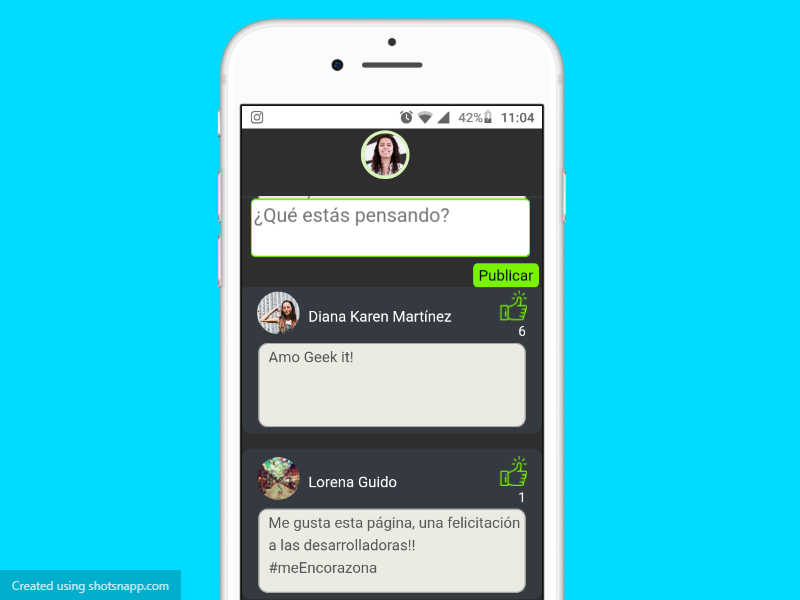 42% 11:04
¿Qué estás pensando?
Publicar
Diana Karen Martínez
6
Amo Geek it!
Lorena Guido
1
Me gusta esta página, una felicitación
a las desarrolladoras!!
#meEncorazona
Created using shotsnapp.com